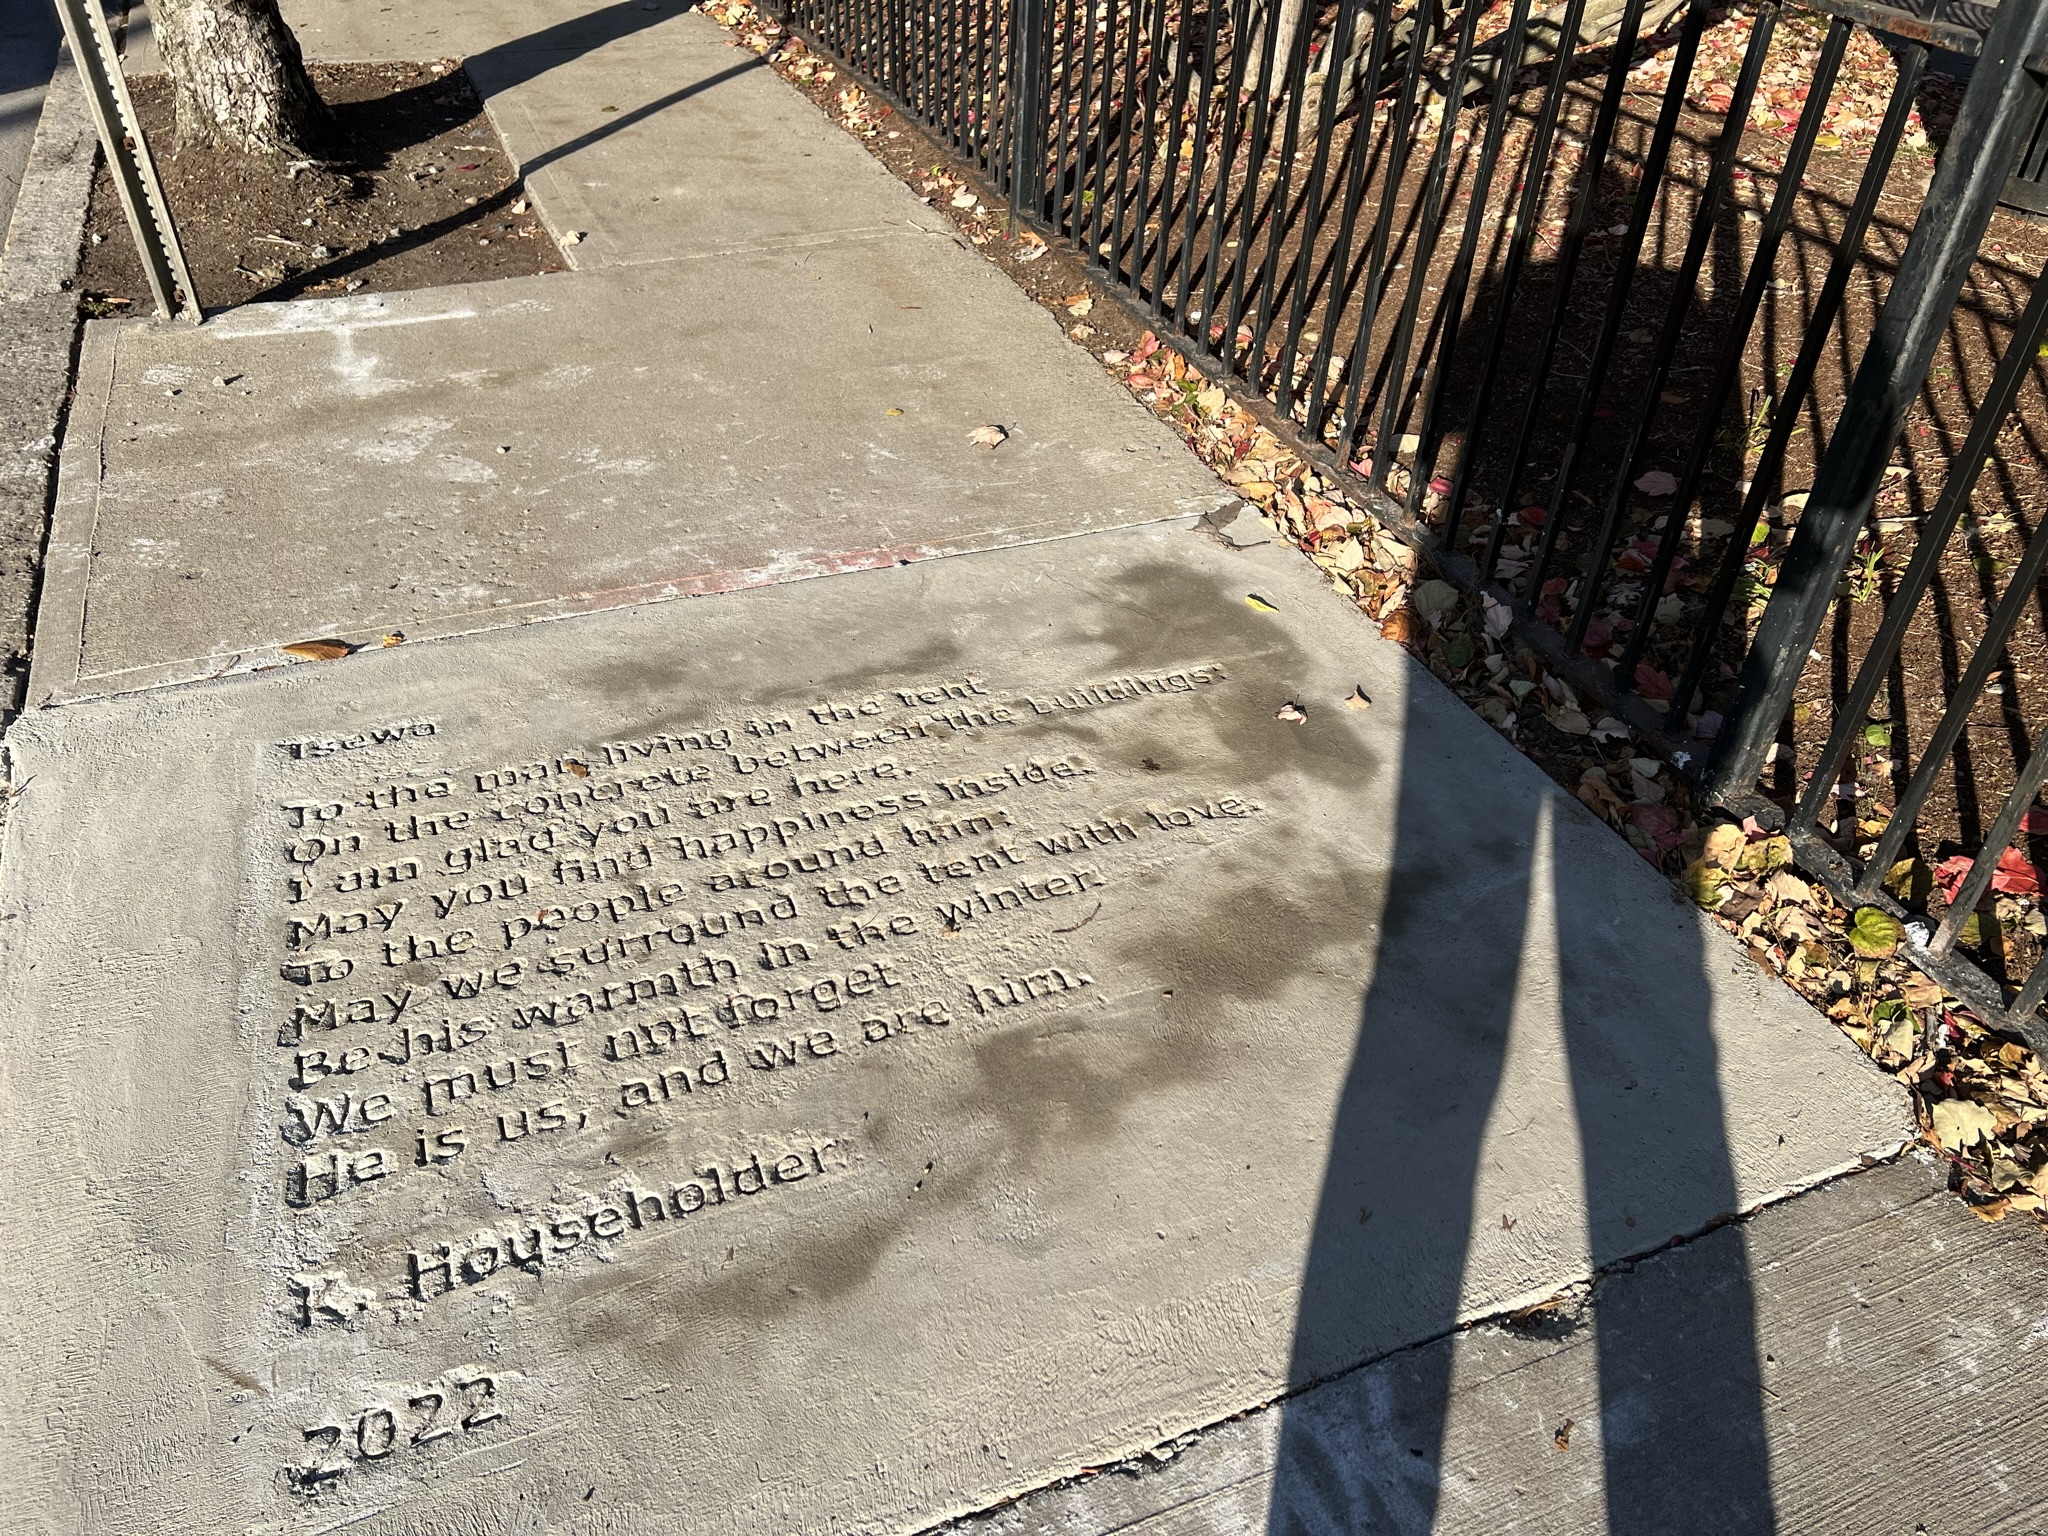 Tsewa
To the man living in the tent
On the concrete between the buildings:
I am glad you are here.
May you find happiness inside.
To the people around him:
May we surround the tent with love.
Be his warmth in the winter.
We must not forget
He is us, and we are him.
K. Householder
2022